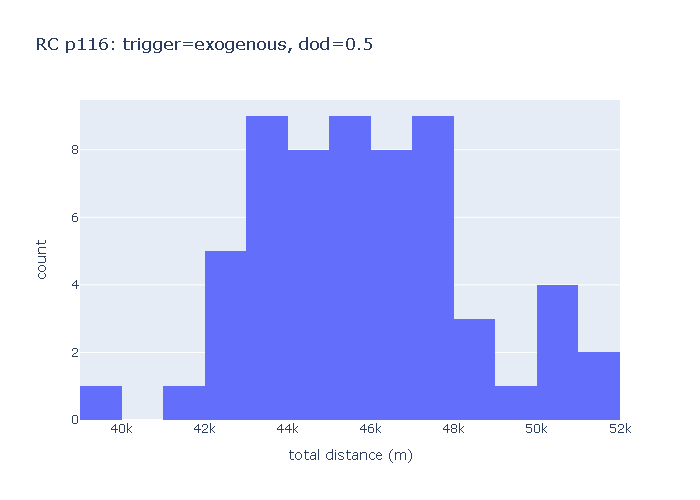 RC p116: trigger=exogenous, dod=0.5
count
8
6
4
2
0
40k 42k 44k 46k 48k 50k 52k
total distance (m)